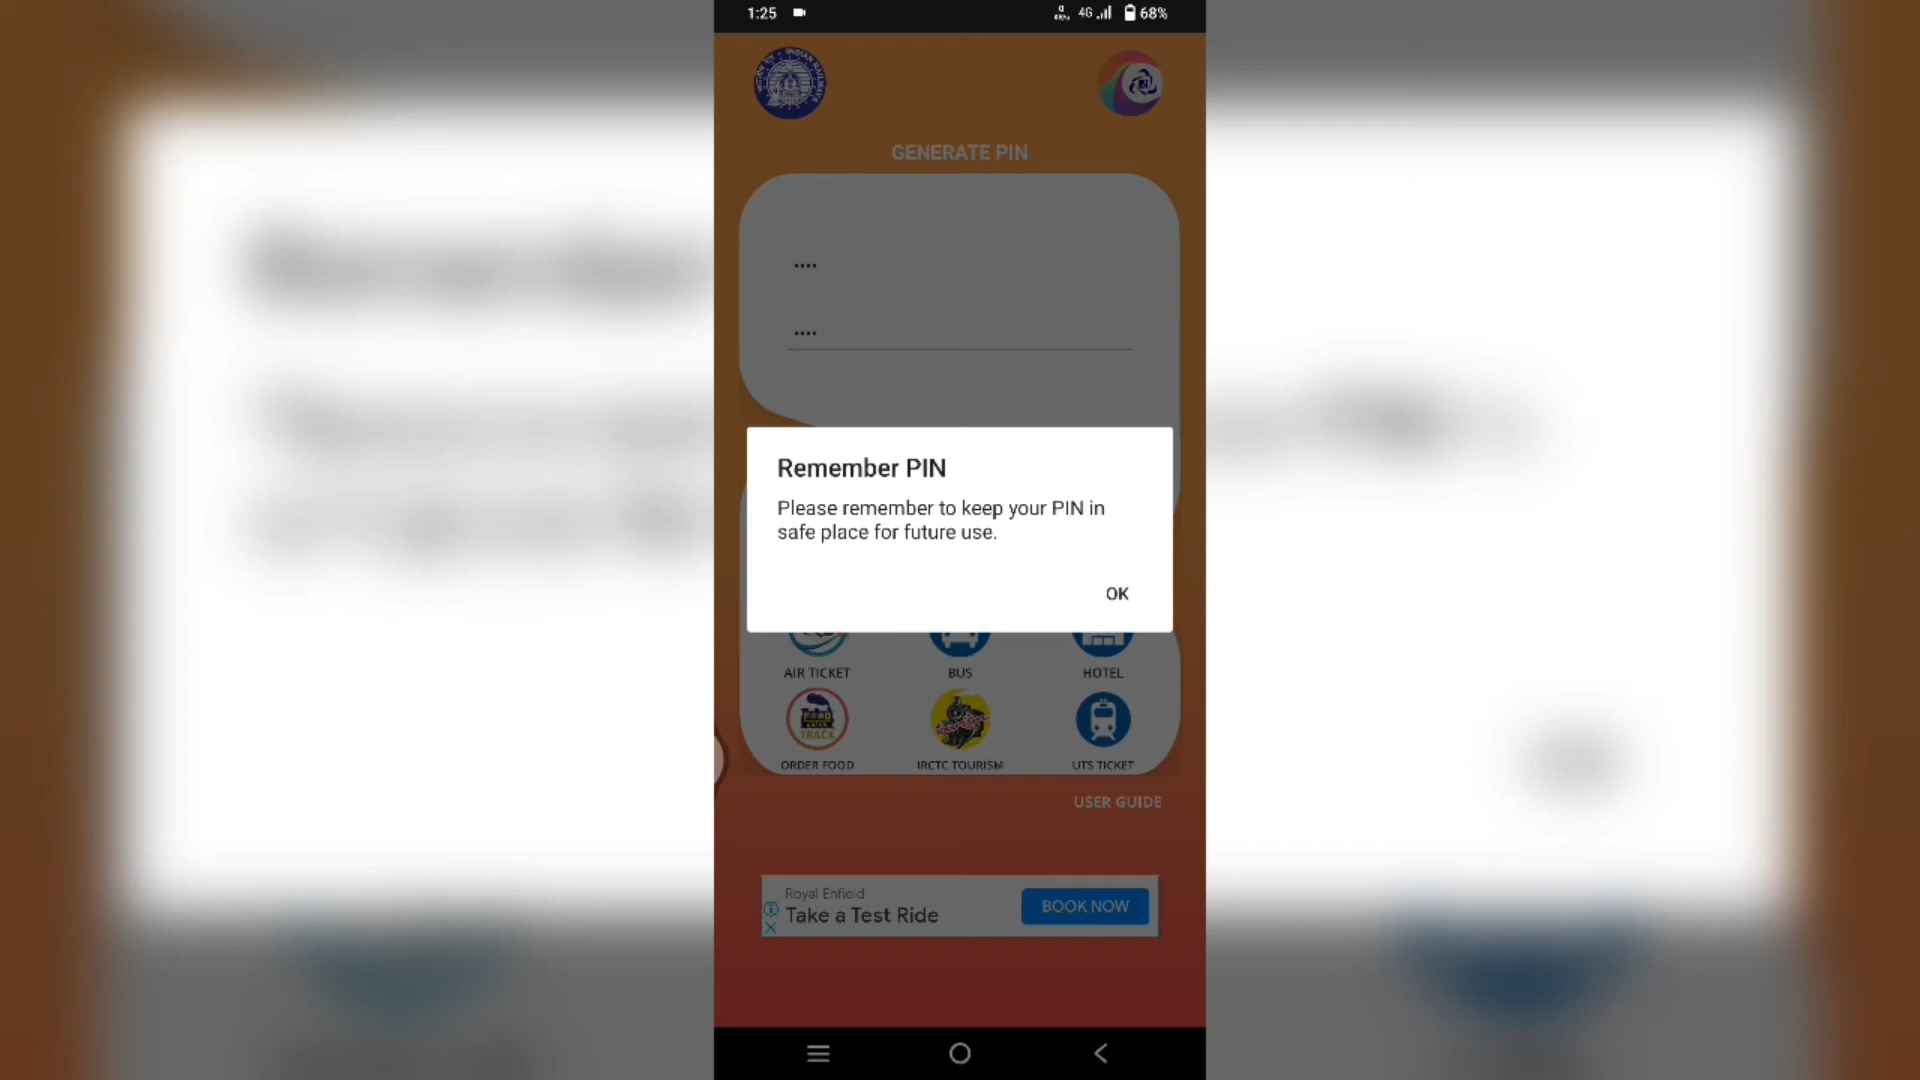 1:25
4G 68%
INDIAN RAILWAYS
GENERATE PIN
••••
••••
Remember PIN
Please remember to keep your PIN in
safe place for future use.
OK
AIR TICKET BUS HOTEL
ORDER FOOD IRCTC TOURISM UTS TICKET
USER GUIDE
Royal Enfield
Take a Test Ride
BOOK NOW